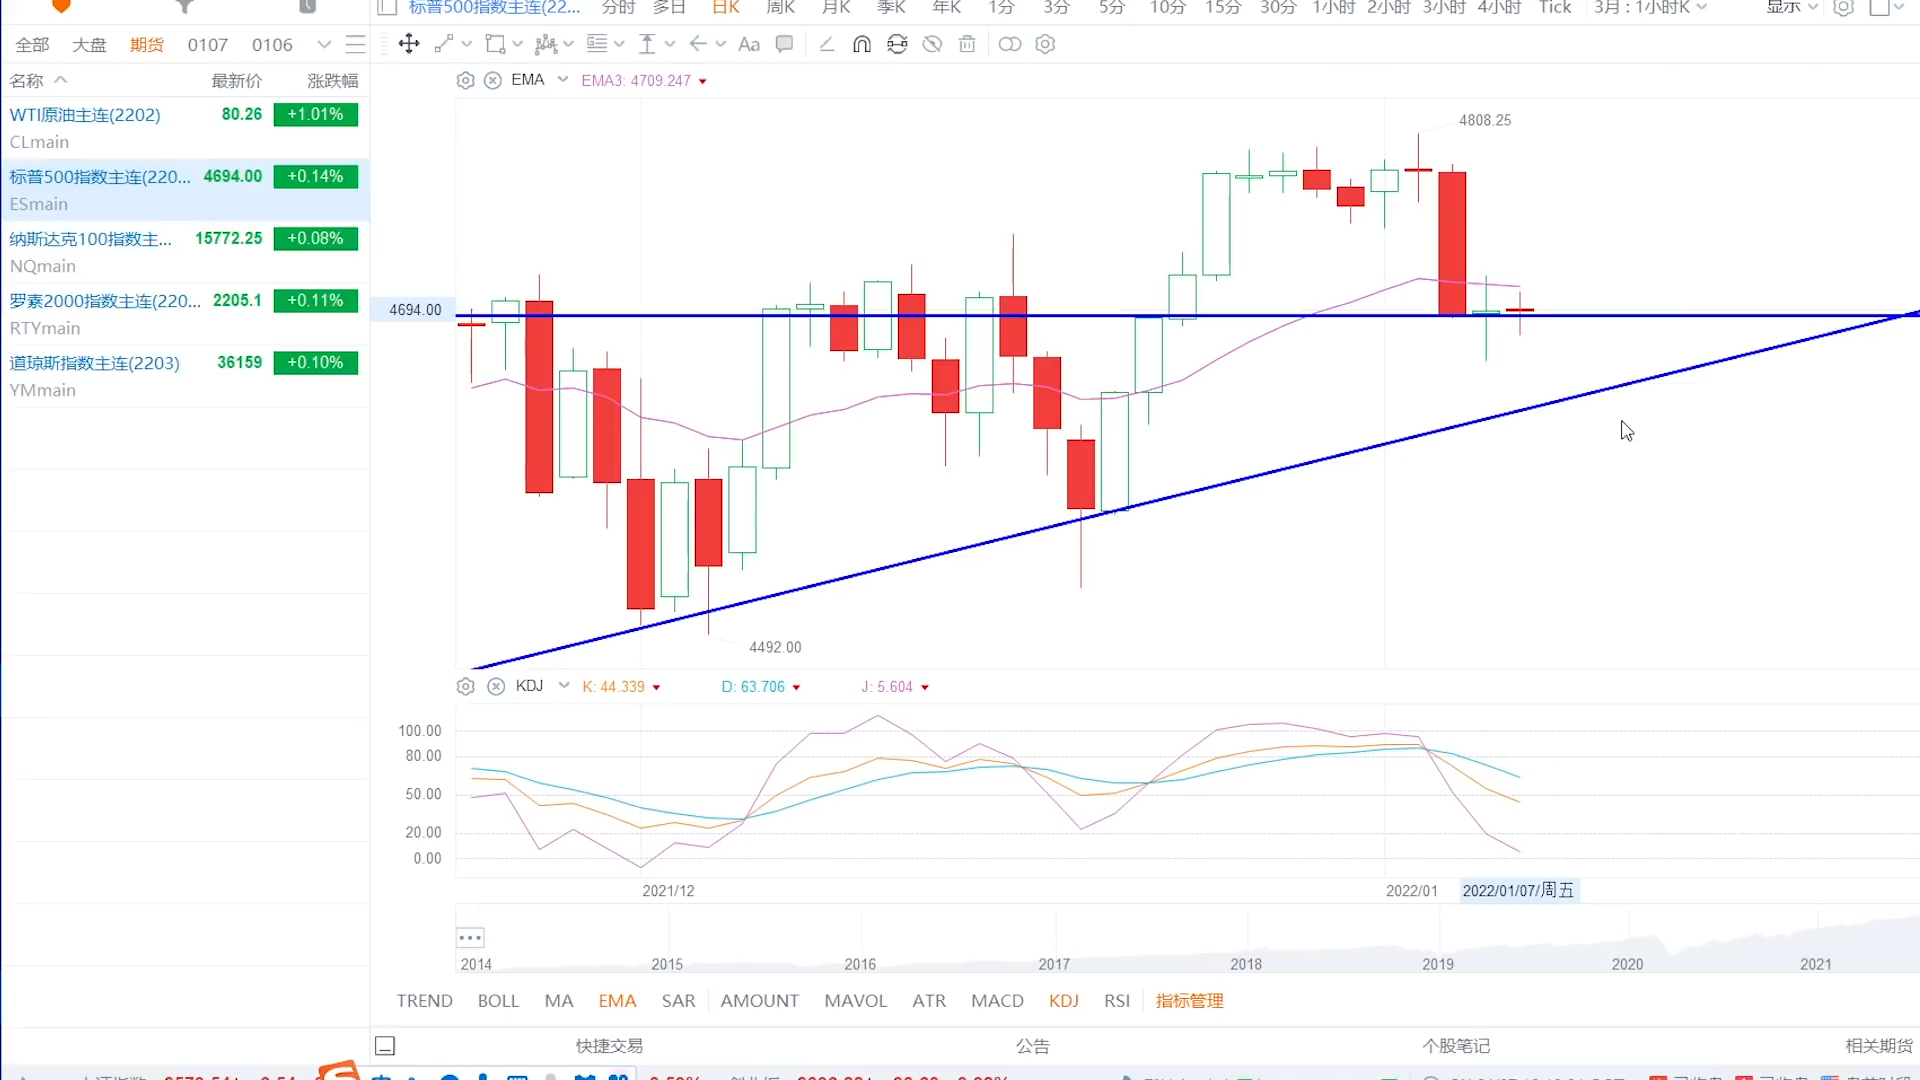 标普500指数主连(22... 分时 多日 日K 周K 月K 季K 年K 1分 3分 5分 10分 15分 30分 1小时 2小时 3小时 4小时 Tick 3月 : 1小时K 显示
全部 大盘 期货 0107 0106
Aa
名称 最新价 涨跌幅
EMA EMA3: 4709.247
WTI原油主连(2202) 80.26 +1.01%
CLmain
4808.25
标普500指数主连(220... 4694.00 +0.14%
ESmain
纳斯达克100指数主... 15772.25 +0.08%
NQmain
罗素2000指数主连(220... 2205.1 +0.11%
4694.00
RTYmain
道琼斯指数主连(2203) 36159 +0.10%
YMmain
4492.00
KDJ K: 44.339 D: 63.706 J: 5.604
100.00
80.00
50.00
20.00
0.00
2021/12 2022/01 2022/01/07/周五
2014 2015 2016 2017 2018 2019 2020 2021
TREND BOLL MA EMA SAR AMOUNT MAVOL ATR MACD KDJ RSI 指标管理
快捷交易 公告 个股笔记 相关期货